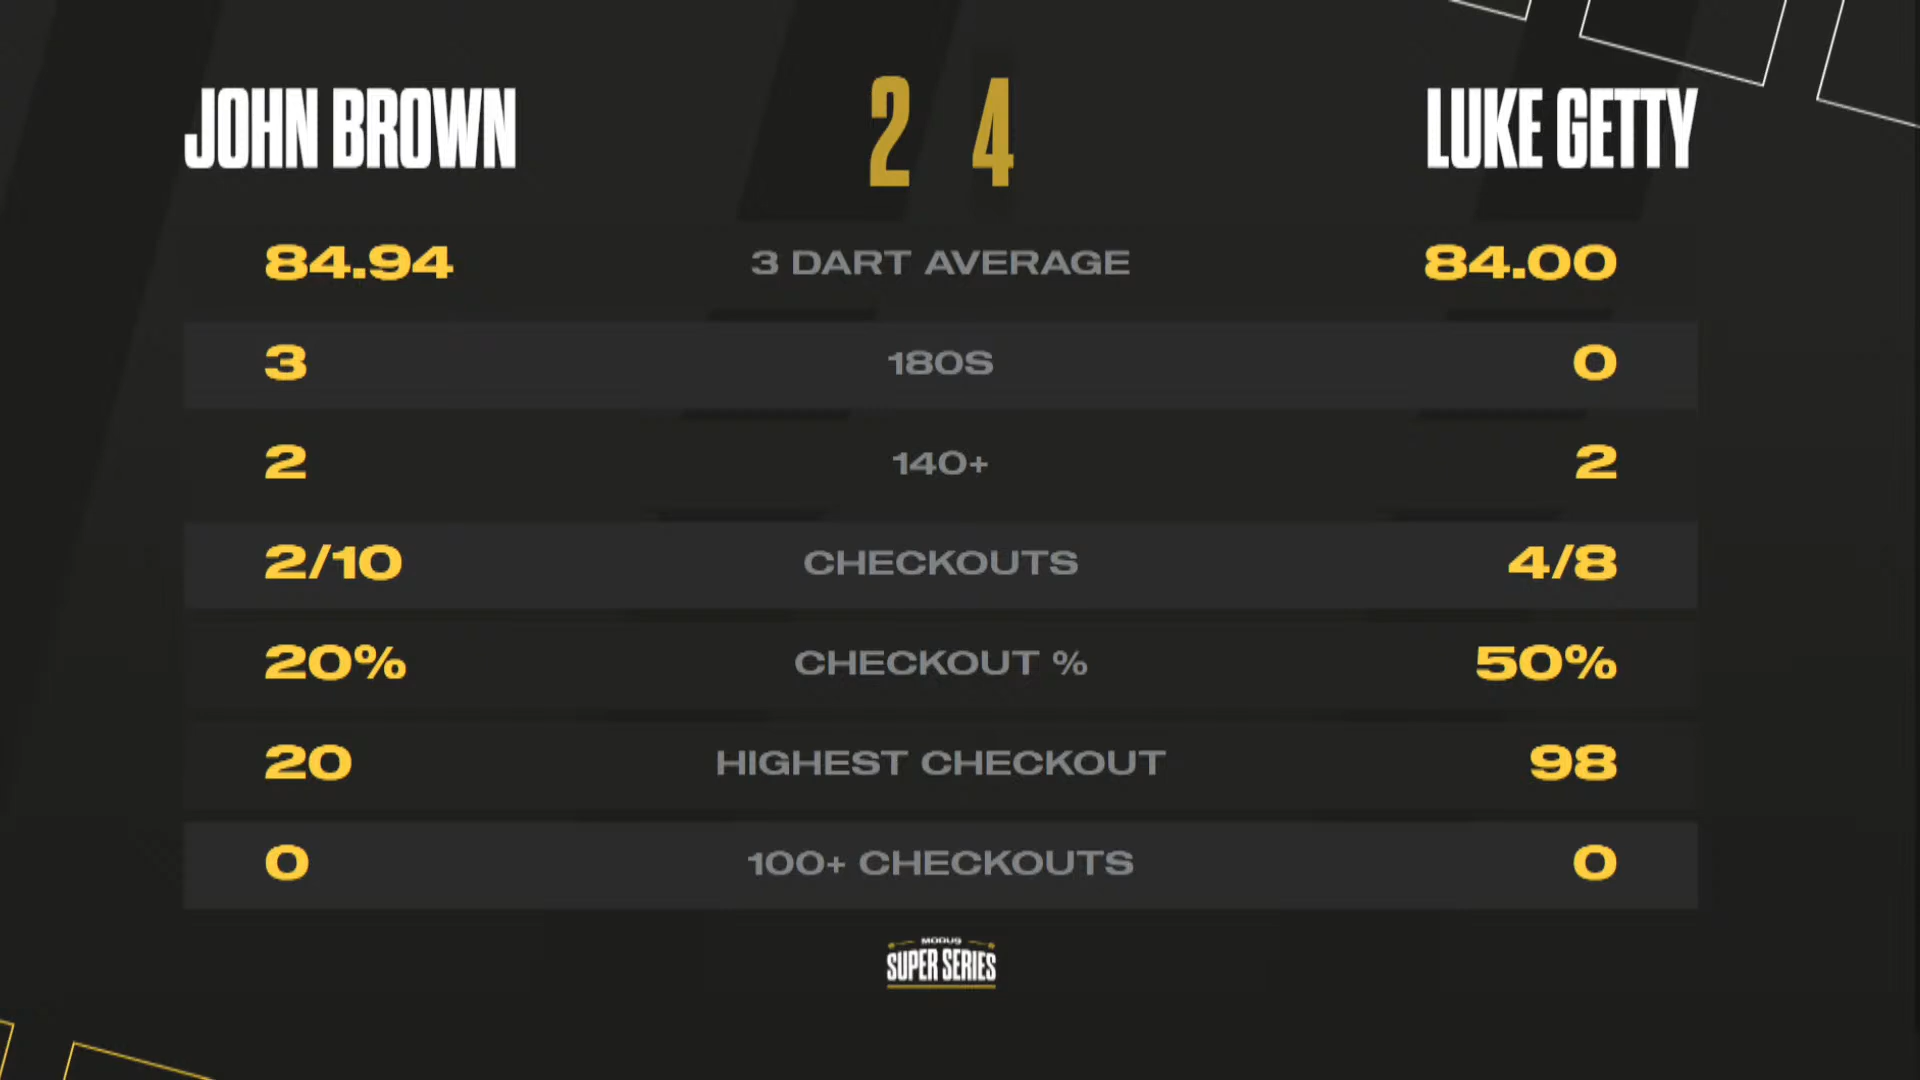 JOHN BROWN 2 4 LUKE GETTY
84.94 3 DART AVERAGE 84.00
3 180S 0
2 140+ 2
2/10 CHECKOUTS 4/8
20% CHECKOUT % 50%
20 HIGHEST CHECKOUT 98
0 100+ CHECKOUTS 0
MODUS
SUPER SERIES